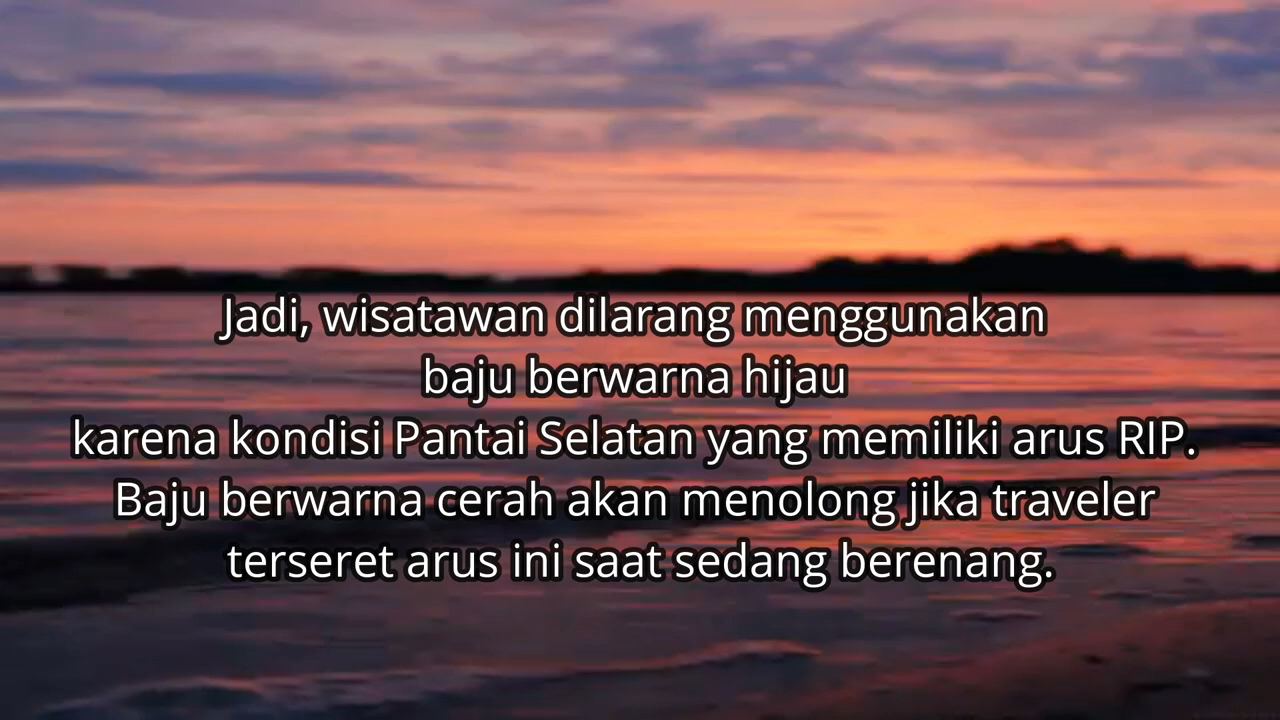 Jadi, wisatawan dilarang menggunakan
baju berwarna hijau
karena kondisi Pantai Selatan yang memiliki arus RIP.
Baju berwarna cerah akan menolong jika traveler
terseret arus ini saat sedang berenang.